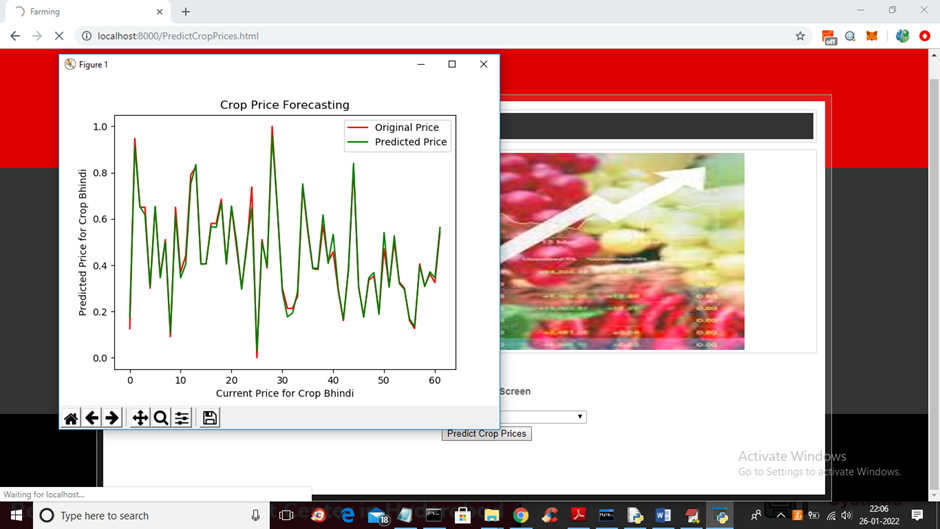 Farming
localhost:8000/PredictCropPrices.html
off
Figure 1
Crop Price Forecasting
Original Price
Predicted Price
Predicted Price for Crop Bhindi
1.0
0.8
0.6
0.4
0.2
0.0
0 10 20 30 40 50 60
Current Price for Crop Bhindi
Screen
Predict Crop Prices
Activate Windows
Go to Settings to activate Windows.
Waiting for localhost...
Type here to search
18
22:06
26-01-2022